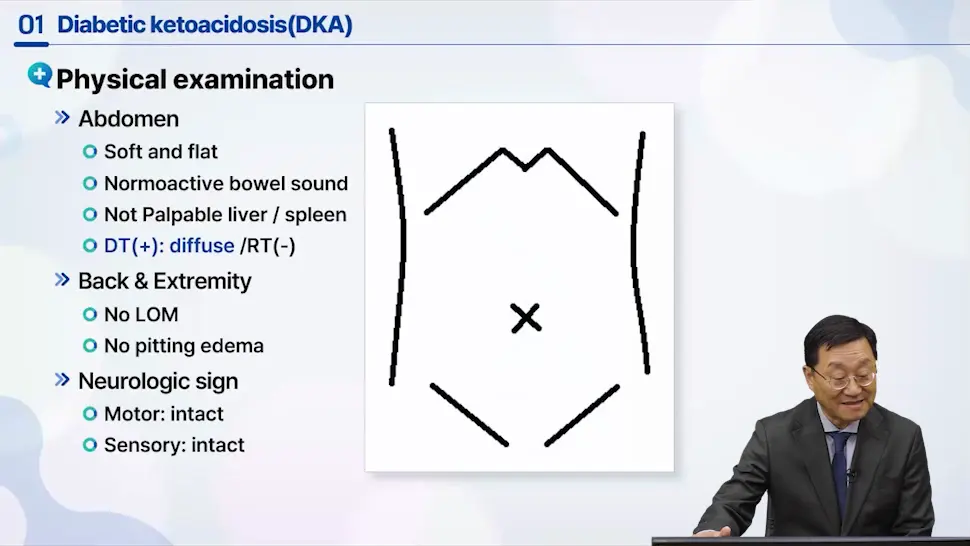 01 Diabetic ketoacidosis(DKA)
Physical examination
Abdomen
Soft and flat
Normoactive bowel sound
Not Palpable liver / spleen
DT(+): diffuse /RT(-)
Back & Extremity
No LOM
No pitting edema
Neurologic sign
Motor: intact
Sensory: intact